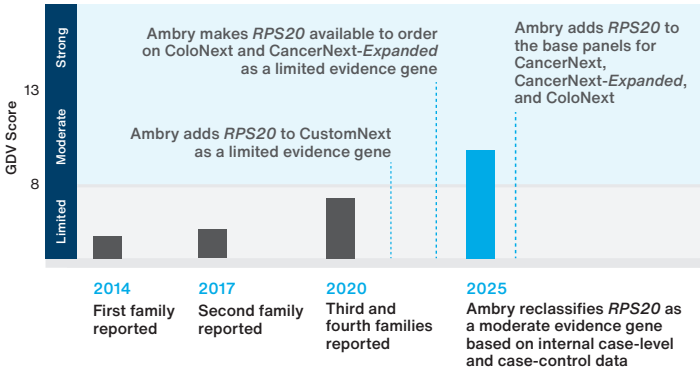 GDV Score
Strong
13
Moderate
8
Limited
Ambry makes RPS20 available to order
on ColoNext and CancerNext-Expanded
as a limited evidence gene
Ambry adds RPS20 to CustomNext
as a limited evidence gene
Ambry adds RPS20 to
the base panels for
CancerNext,
CancerNext-Expanded,
and ColoNext
2014
First family
reported
2017
Second family
reported
2020
Third and
fourth families
reported
2025
Ambry reclassifies RPS20 as
a moderate evidence gene
based on internal case-level
and case-control data